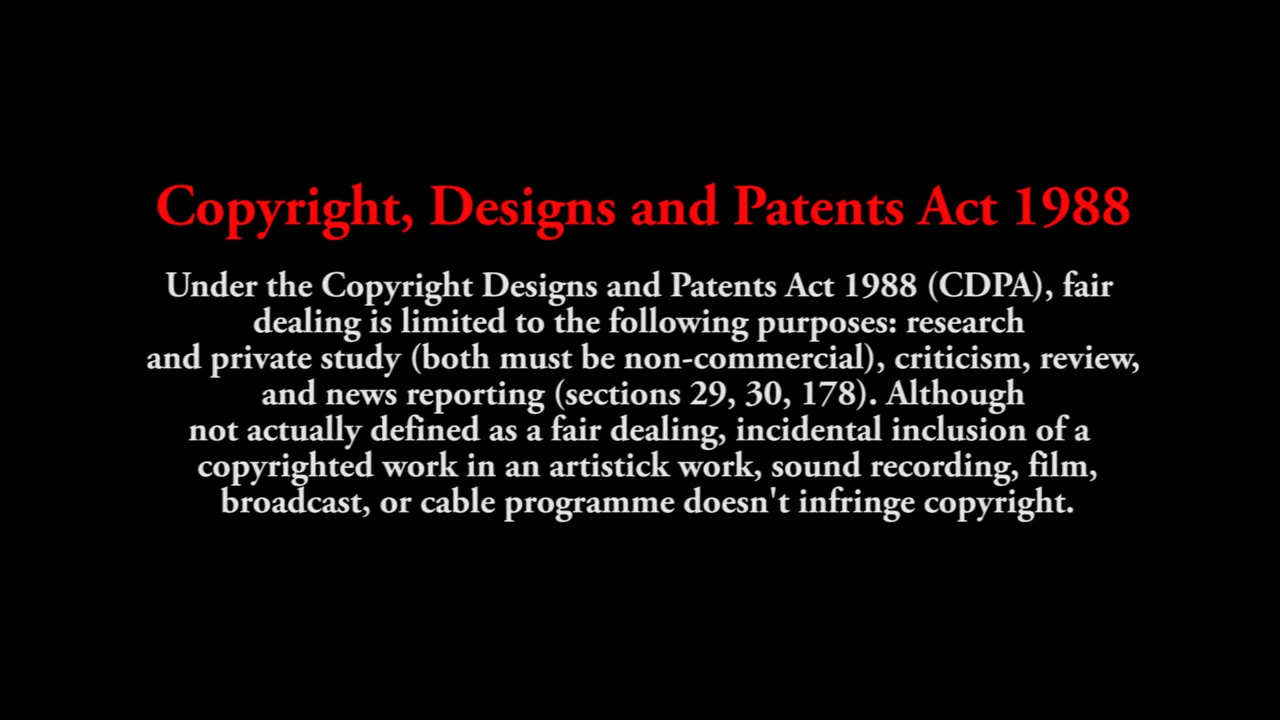 Copyright, Designs and Patents Act 1988
Under the Copyright Designs and Patents Act 1988 (CDPA), fair
dealing is limited to the following purposes: research
and private study (both must be non-commercial), criticism, review,
and news reporting (sections 29, 30, 178). Although
not actually defined as a fair dealing, incidental inclusion of a
copyrighted work in an artistick work, sound recording, film,
broadcast, or cable programme doesn't infringe copyright.